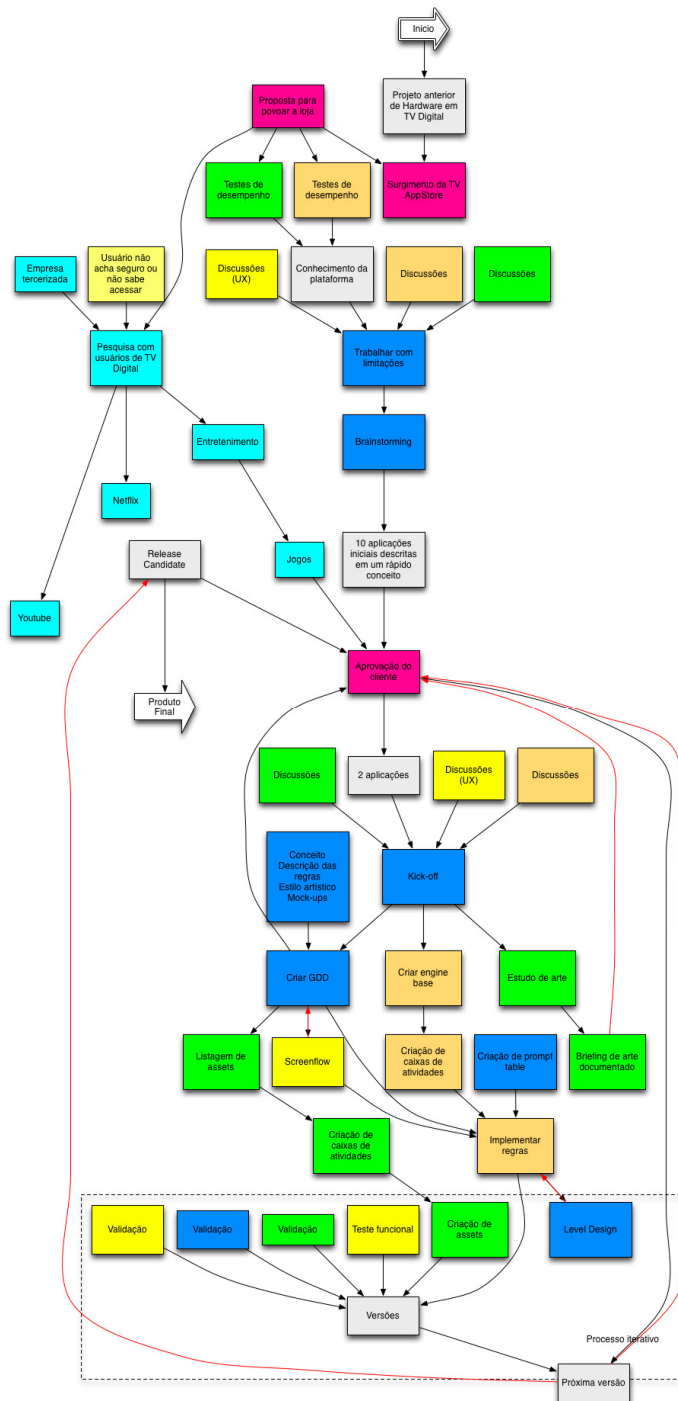 Inicio
Projeto anterior
de Hardware em
TV Digital
Proposta para
povoar a loja
Testes de
desempenho
Testes de
desempenho
Surgimento da TV
AppStore
Empresa
tercerizada
Usuário não
acha seguro ou
não sabe
acessar
Discussões
(UX)
Conhecimento da
plataforma
Discussões
Discussões
Pesquisa com
usuários de TV
Digital
Trabalhar com
limitações
Entretenimento
Brainstorming
Netflix
Release
Candidate
Jogos
10 aplicações
iniciais descritas
em um rápido
conceito
Youtube
Aprovação do
cliente
Produto
Final
Discussões
2 aplicações
Discussões
(UX)
Discussões
Conceito
Descrição das
regras
Estilo artístico
Mock-ups
Kick-off
Criar GDD
Criar engine
base
Estudo de arte
Listagem de
assets
Screenflow
Criação de
caixas de
atividades
Criação de prompt
table
Briefing de arte
documentado
Criação de
caixas de
atividades
Implementar
regras
Validação
Validação
Validação
Teste funcional
Criação de
assets
Level Design
Versões
Processo iterativo
Próxima versão